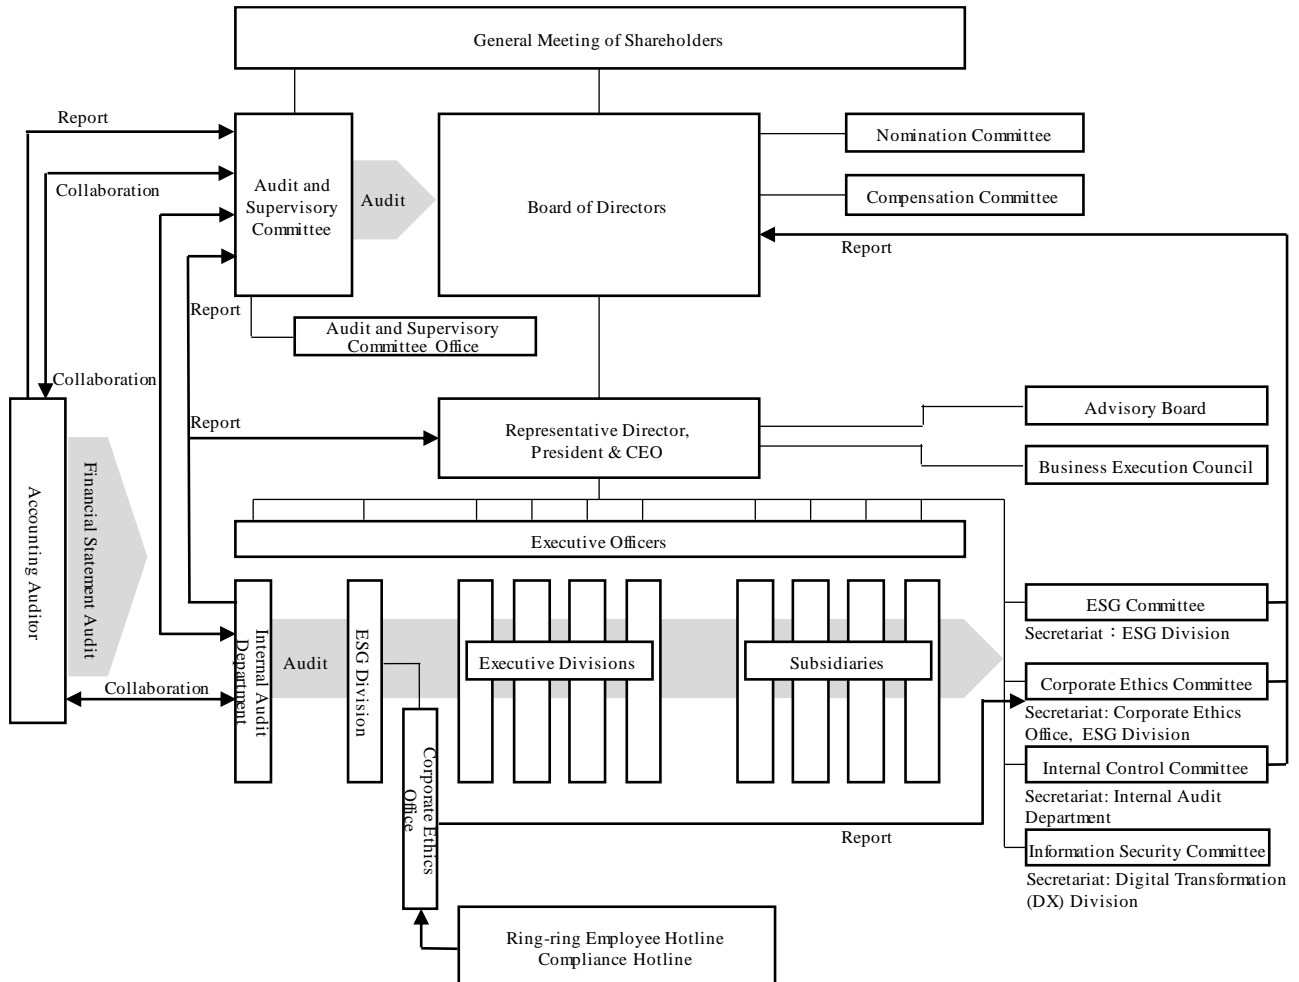 General Meeting of Shareholders
Report
Collaboration
Audit and
Supervisory
Committee
Audit
Board of Directors
Nomination Committee
Compensation Committee
Report
Report
Audit and Supervisory
Committee Office
Collaboration
Report
Representative Director,
President & CEO
Advisory Board
Business Execution Council
Accounting Auditor
Financial Statement Audit
Executive Officers
Internal Audit
Department
Audit
ESG Division
Executive Divisions
Subsidiaries
Collaboration
Corporate Ethics
Office
ESG Committee
Secretariat：ESG Division
Corporate Ethics Committee
Secretariat: Corporate Ethics
Office, ESG Division
Internal Control Committee
Secretariat: Internal Audit
Department
Report
Information Security Committee
Secretariat: Digital Transformation
(DX) Division
Ring-ring Employee Hotline
Compliance Hotline